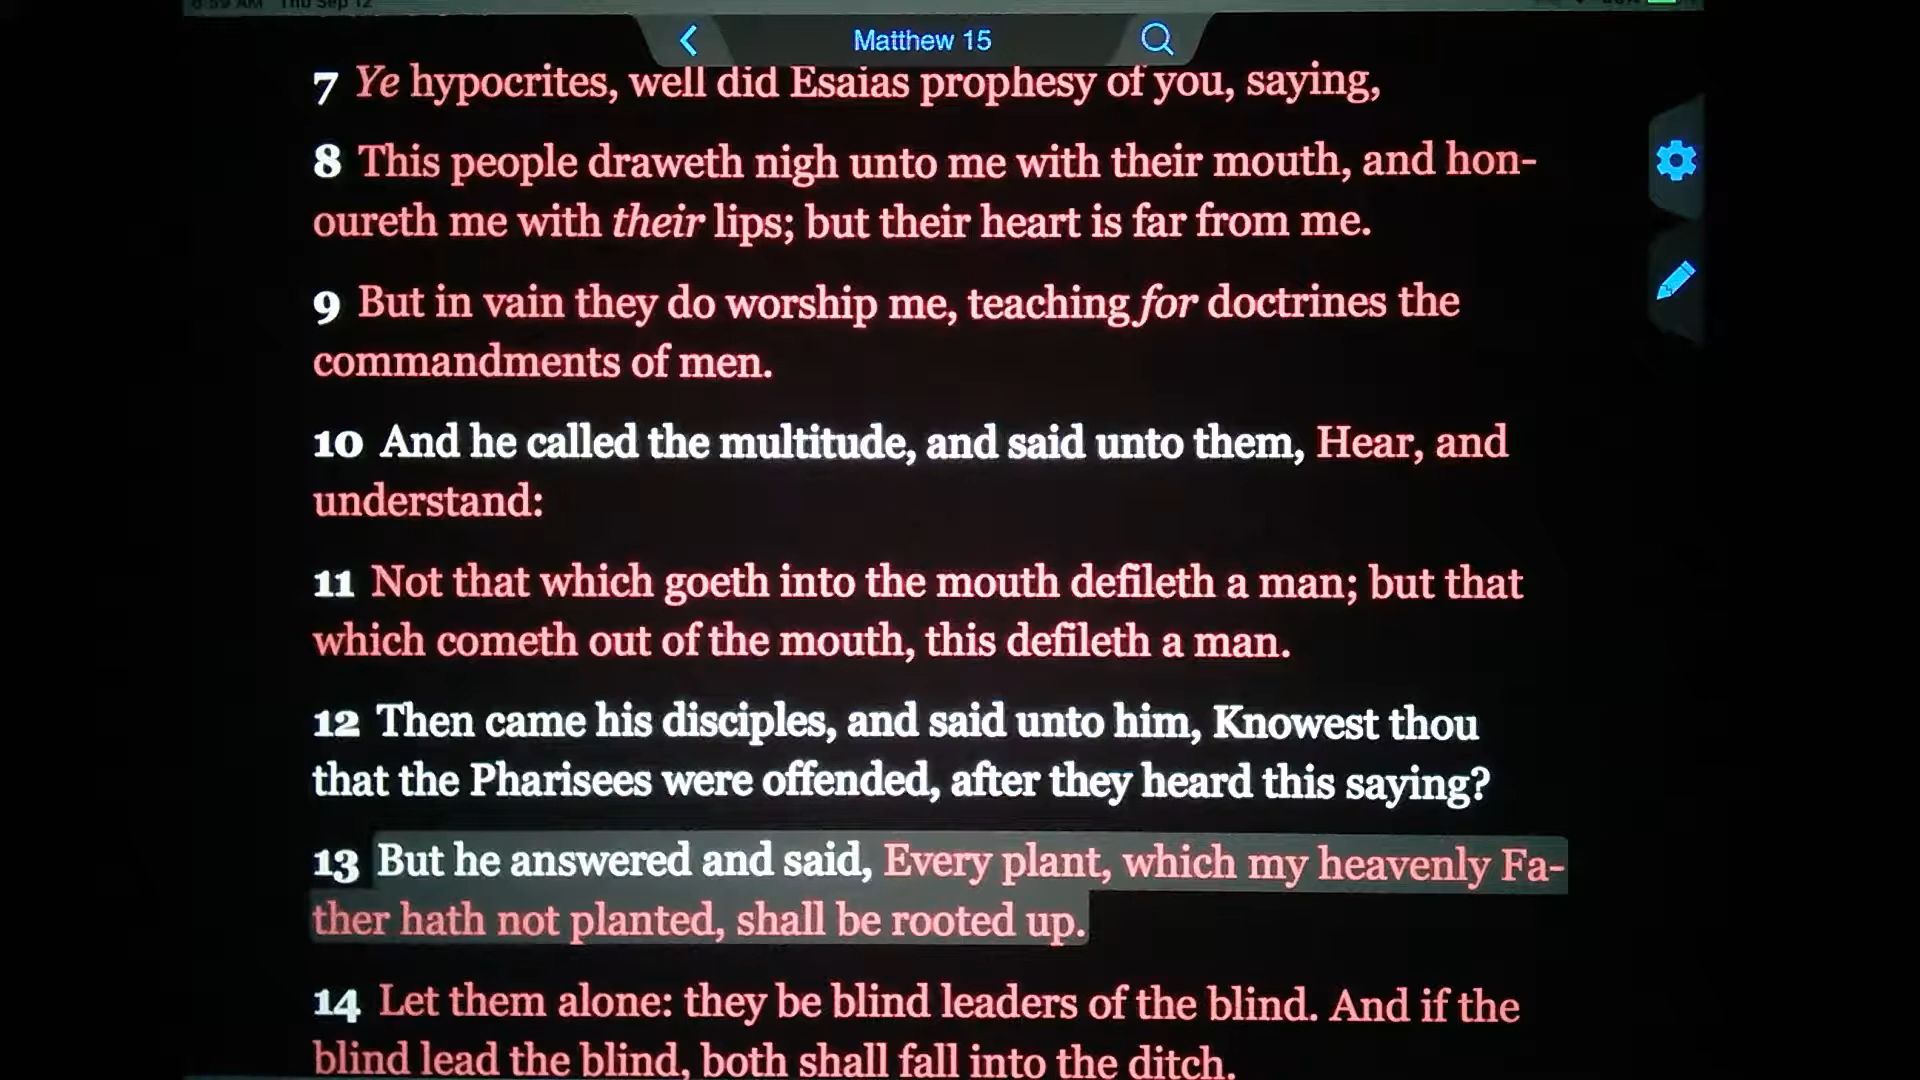 8:59 AM Thu Sep 12
Matthew 15
7 Ye hypocrites, well did Esaias prophesy of you, saying,
8 This people draweth nigh unto me with their mouth, and hon-
oureth me with their lips; but their heart is far from me.
9 But in vain they do worship me, teaching for doctrines the
commandments of men.
10 And he called the multitude, and said unto them, Hear, and
understand:
11 Not that which goeth into the mouth defileth a man; but that
which cometh out of the mouth, this defileth a man.
12 Then came his disciples, and said unto him, Knowest thou
that the Pharisees were offended, after they heard this saying?
13 But he answered and said, Every plant, which my heavenly Fa-
ther hath not planted, shall be rooted up.
14 Let them alone: they be blind leaders of the blind. And if the
blind lead the blind, both shall fall into the ditch.